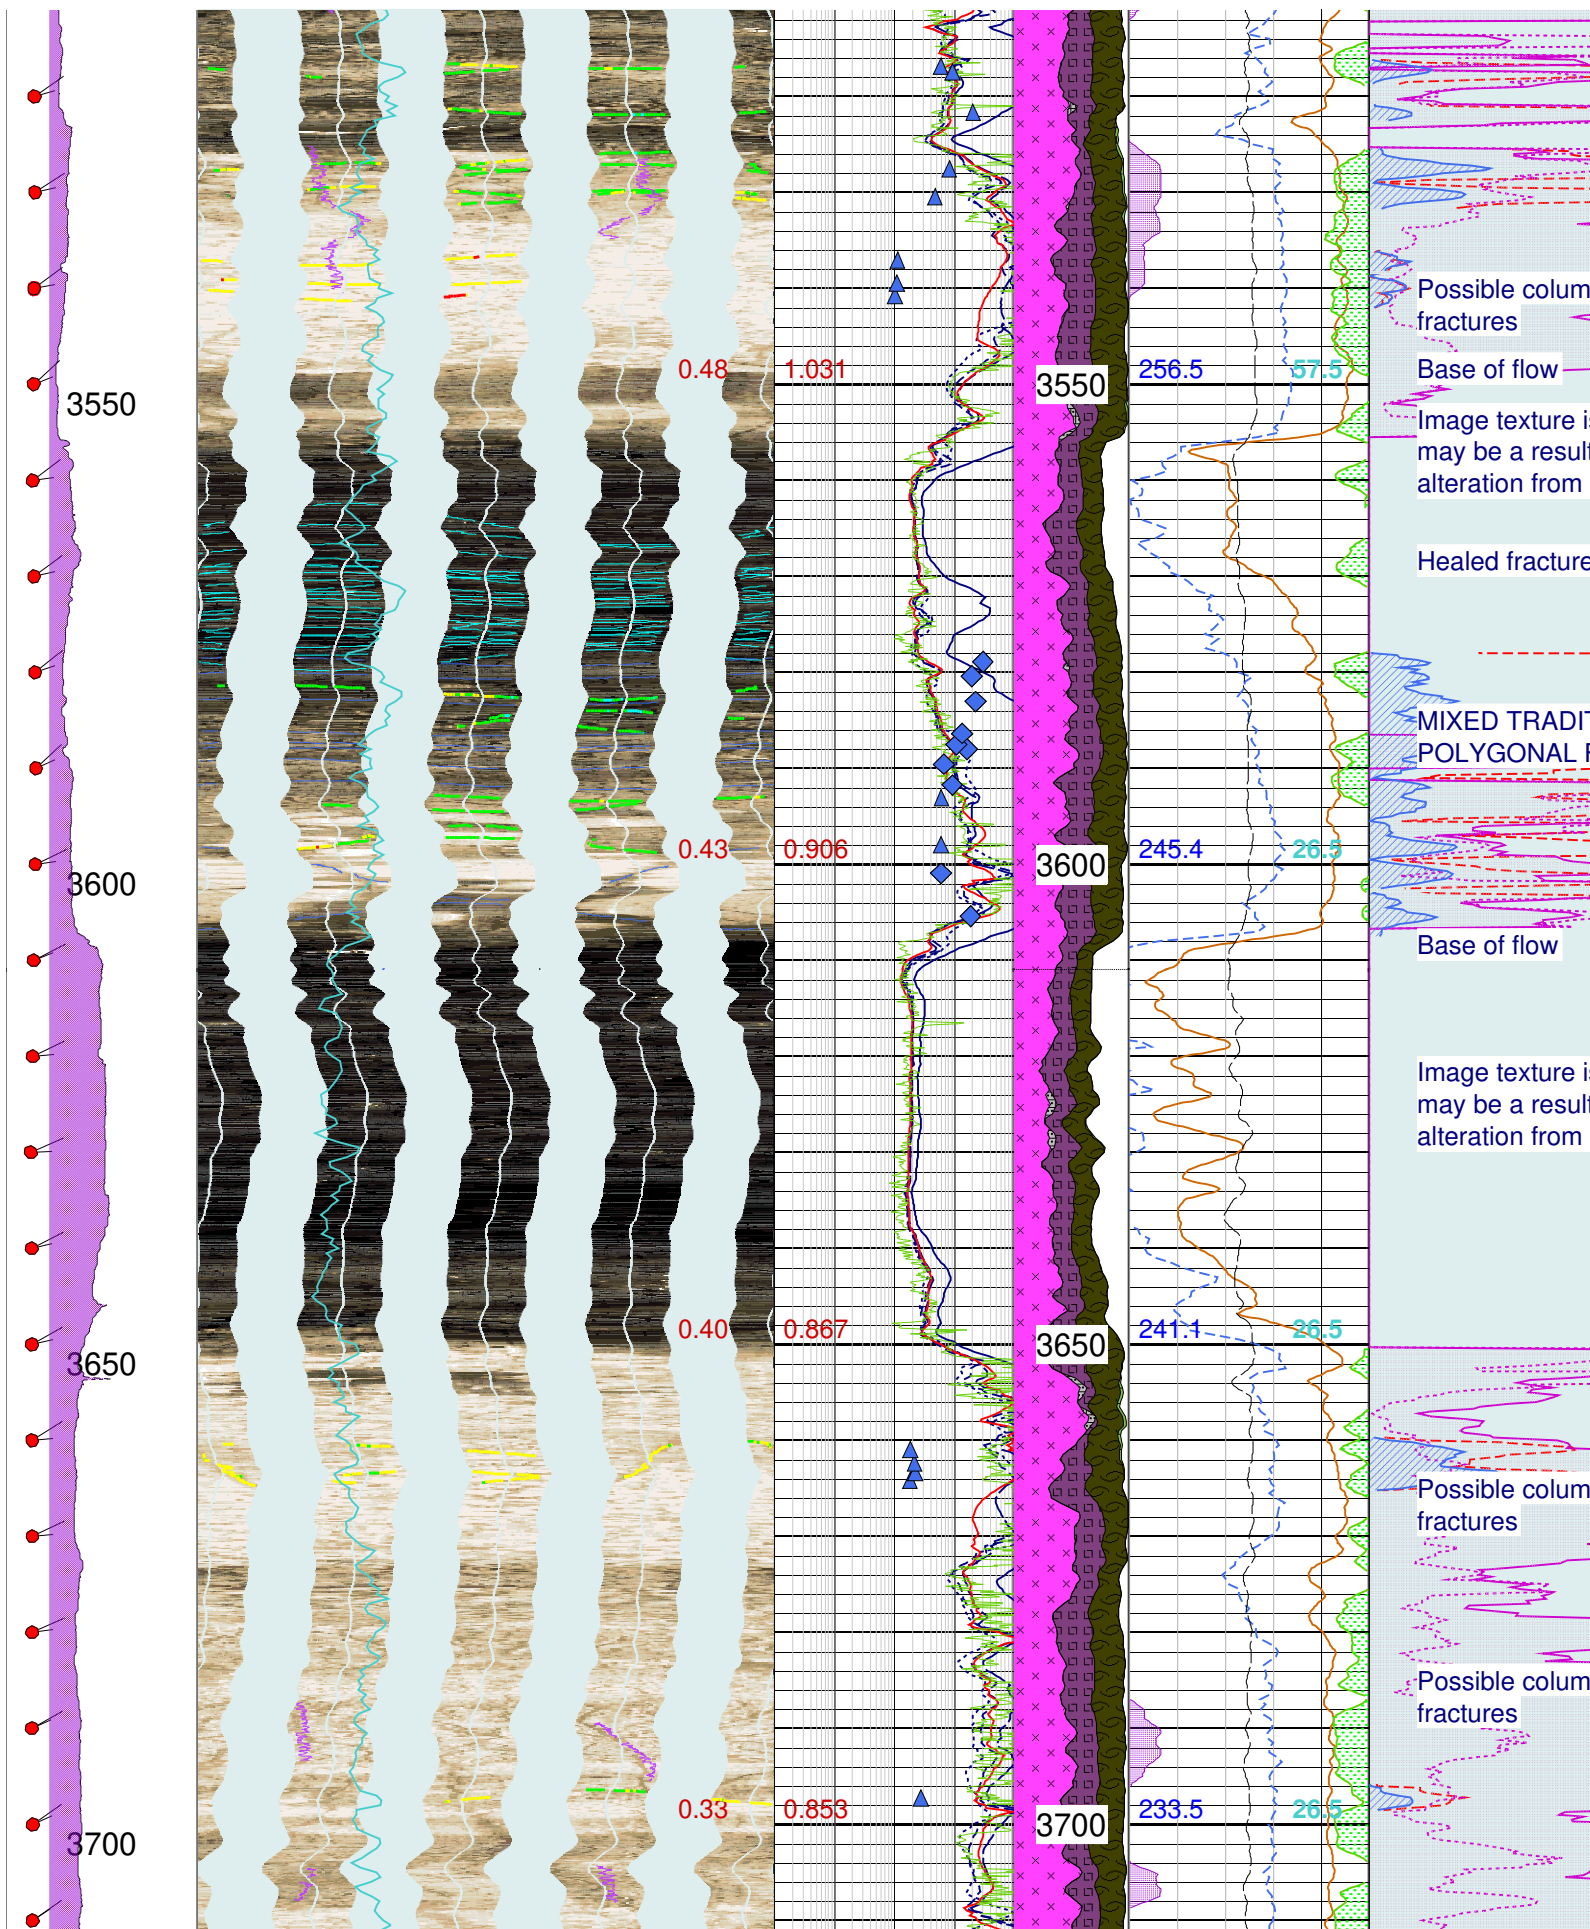 Possible colum
fractures
0.48 1.031 3550 256.5 57.5 Base of flow
3550
Image texture is
may be a result
alteration from
Healed fracture
MIXED TRADIT
POLYGONAL F
0.43 0.906 3600 245.4 26.5
3600
Base of flow
Image texture is
may be a result
alteration from
0.40 0.867 3650 241.1 26.5
3650
Possible colum
fractures
Possible colum
fractures
0.33 0.853 3700 233.5 26.5
3700